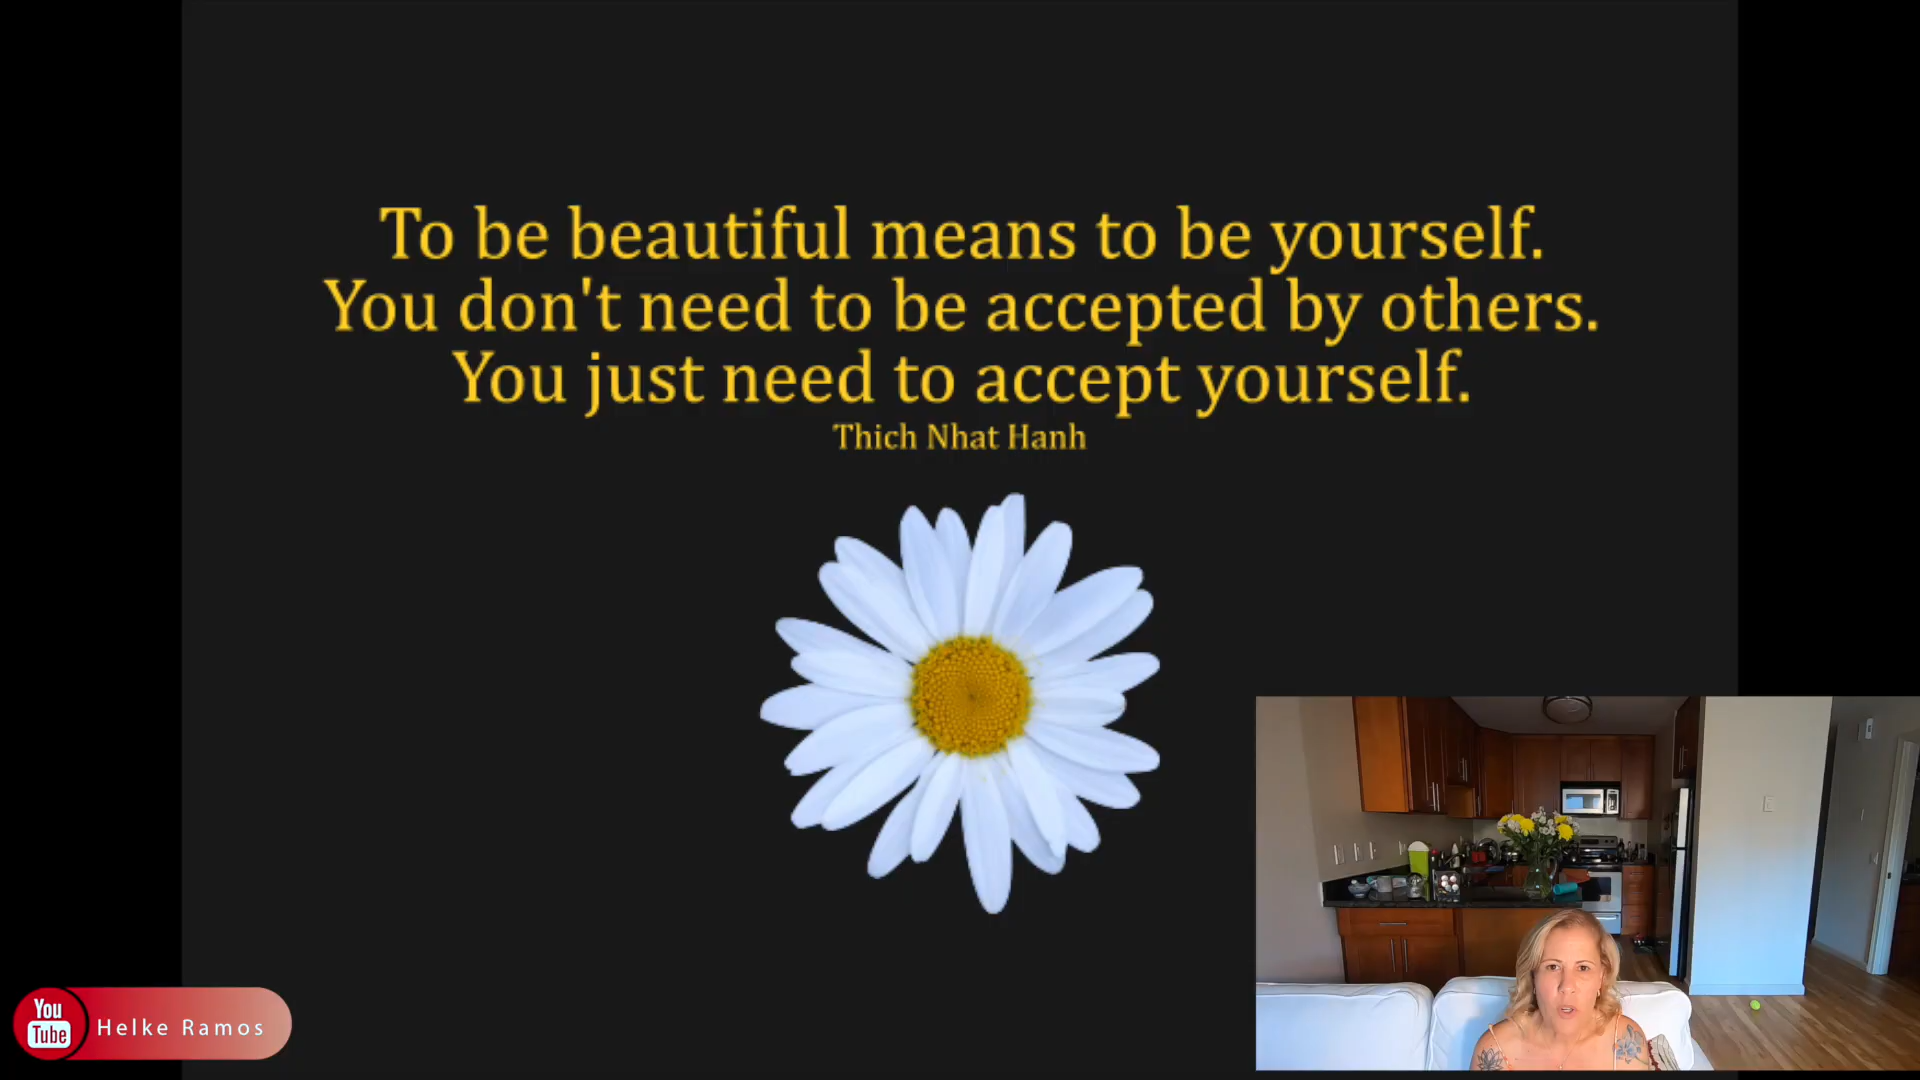 To be beautiful means to be yourself.
You don't need to be accepted by others.
You just need to accept yourself.
Thich Nhat Hanh
You
Tube
Helke Ramos